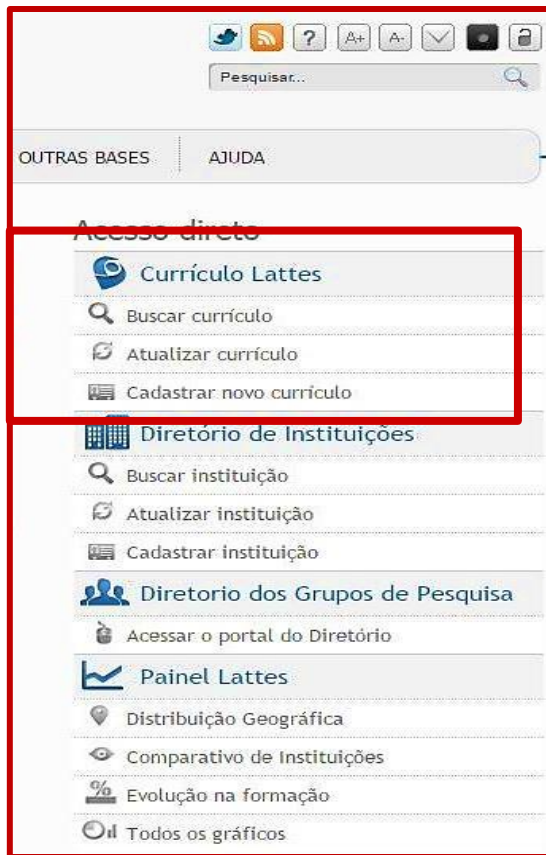 ? A+ A-
Pesquisar...
OUTRAS BASES AJUDA
Acesso direto
Currículo Lattes
Buscar currículo
Atualizar currículo
Cadastrar novo currículo
Diretório de Instituições
Buscar instituição
Atualizar instituição
Cadastrar instituição
Diretorio dos Grupos de Pesquisa
Acessar o portal do Diretório
Painel Lattes
Distribuição Geográfica
Comparativo de Instituições
% Evolução na formação
Todos os gráficos